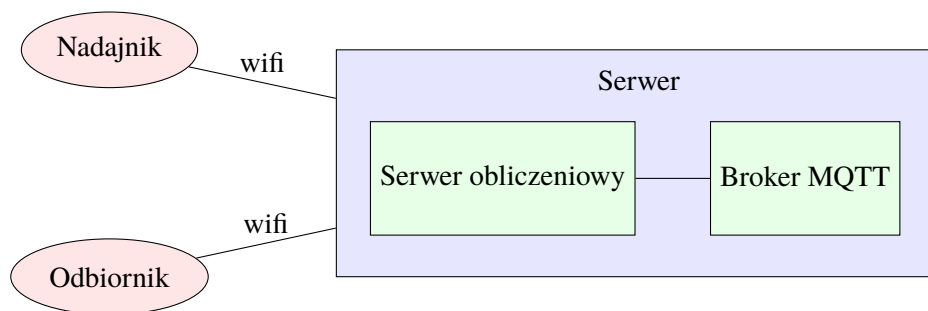 Nadajnik
wifi
Serwer
Serwer obliczeniowy
Broker MQTT
wifi
Odbiornik